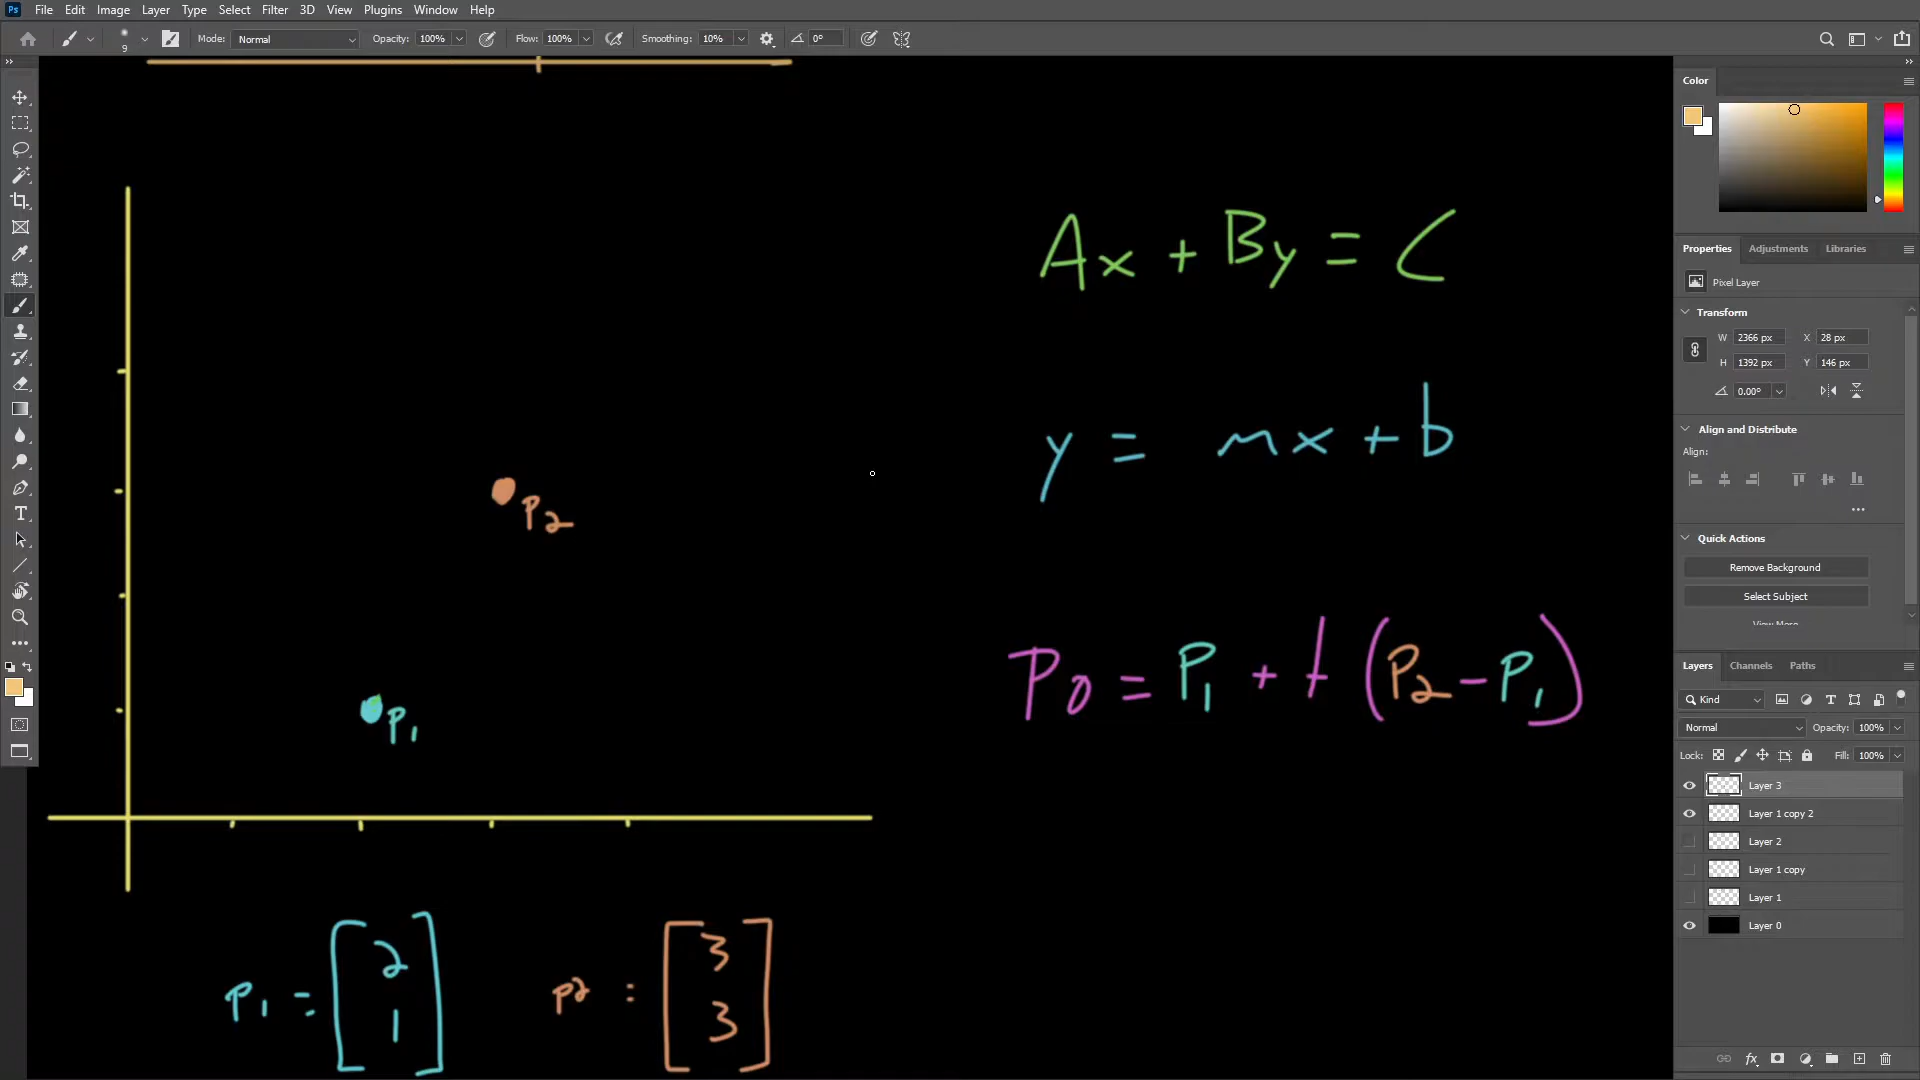 Ps File Edit Image Layer Type Select Filter 3D View Plugins Window Help
9 Mode: Normal Opacity: 100% Flow: 100% Smoothing: 10% 0°
Color
Ax + By = C
y = mx + b
P0 = P1 + t (P2 - P1)
P2
P1
p1 = [2 1]
p2 = [3 3]
Properties Adjustments Libraries
Pixel Layer
Transform
W 2366 px X 28 px
H 1392 px Y 146 px
0.00°
Align and Distribute
Align:
Quick Actions
Remove Background
Select Subject
View More
Layers Channels Paths
Kind
Normal Opacity: 100%
Lock: Fill: 100%
Layer 3
Layer 1 copy 2
Layer 2
Layer 1 copy
Layer 1
Layer 0